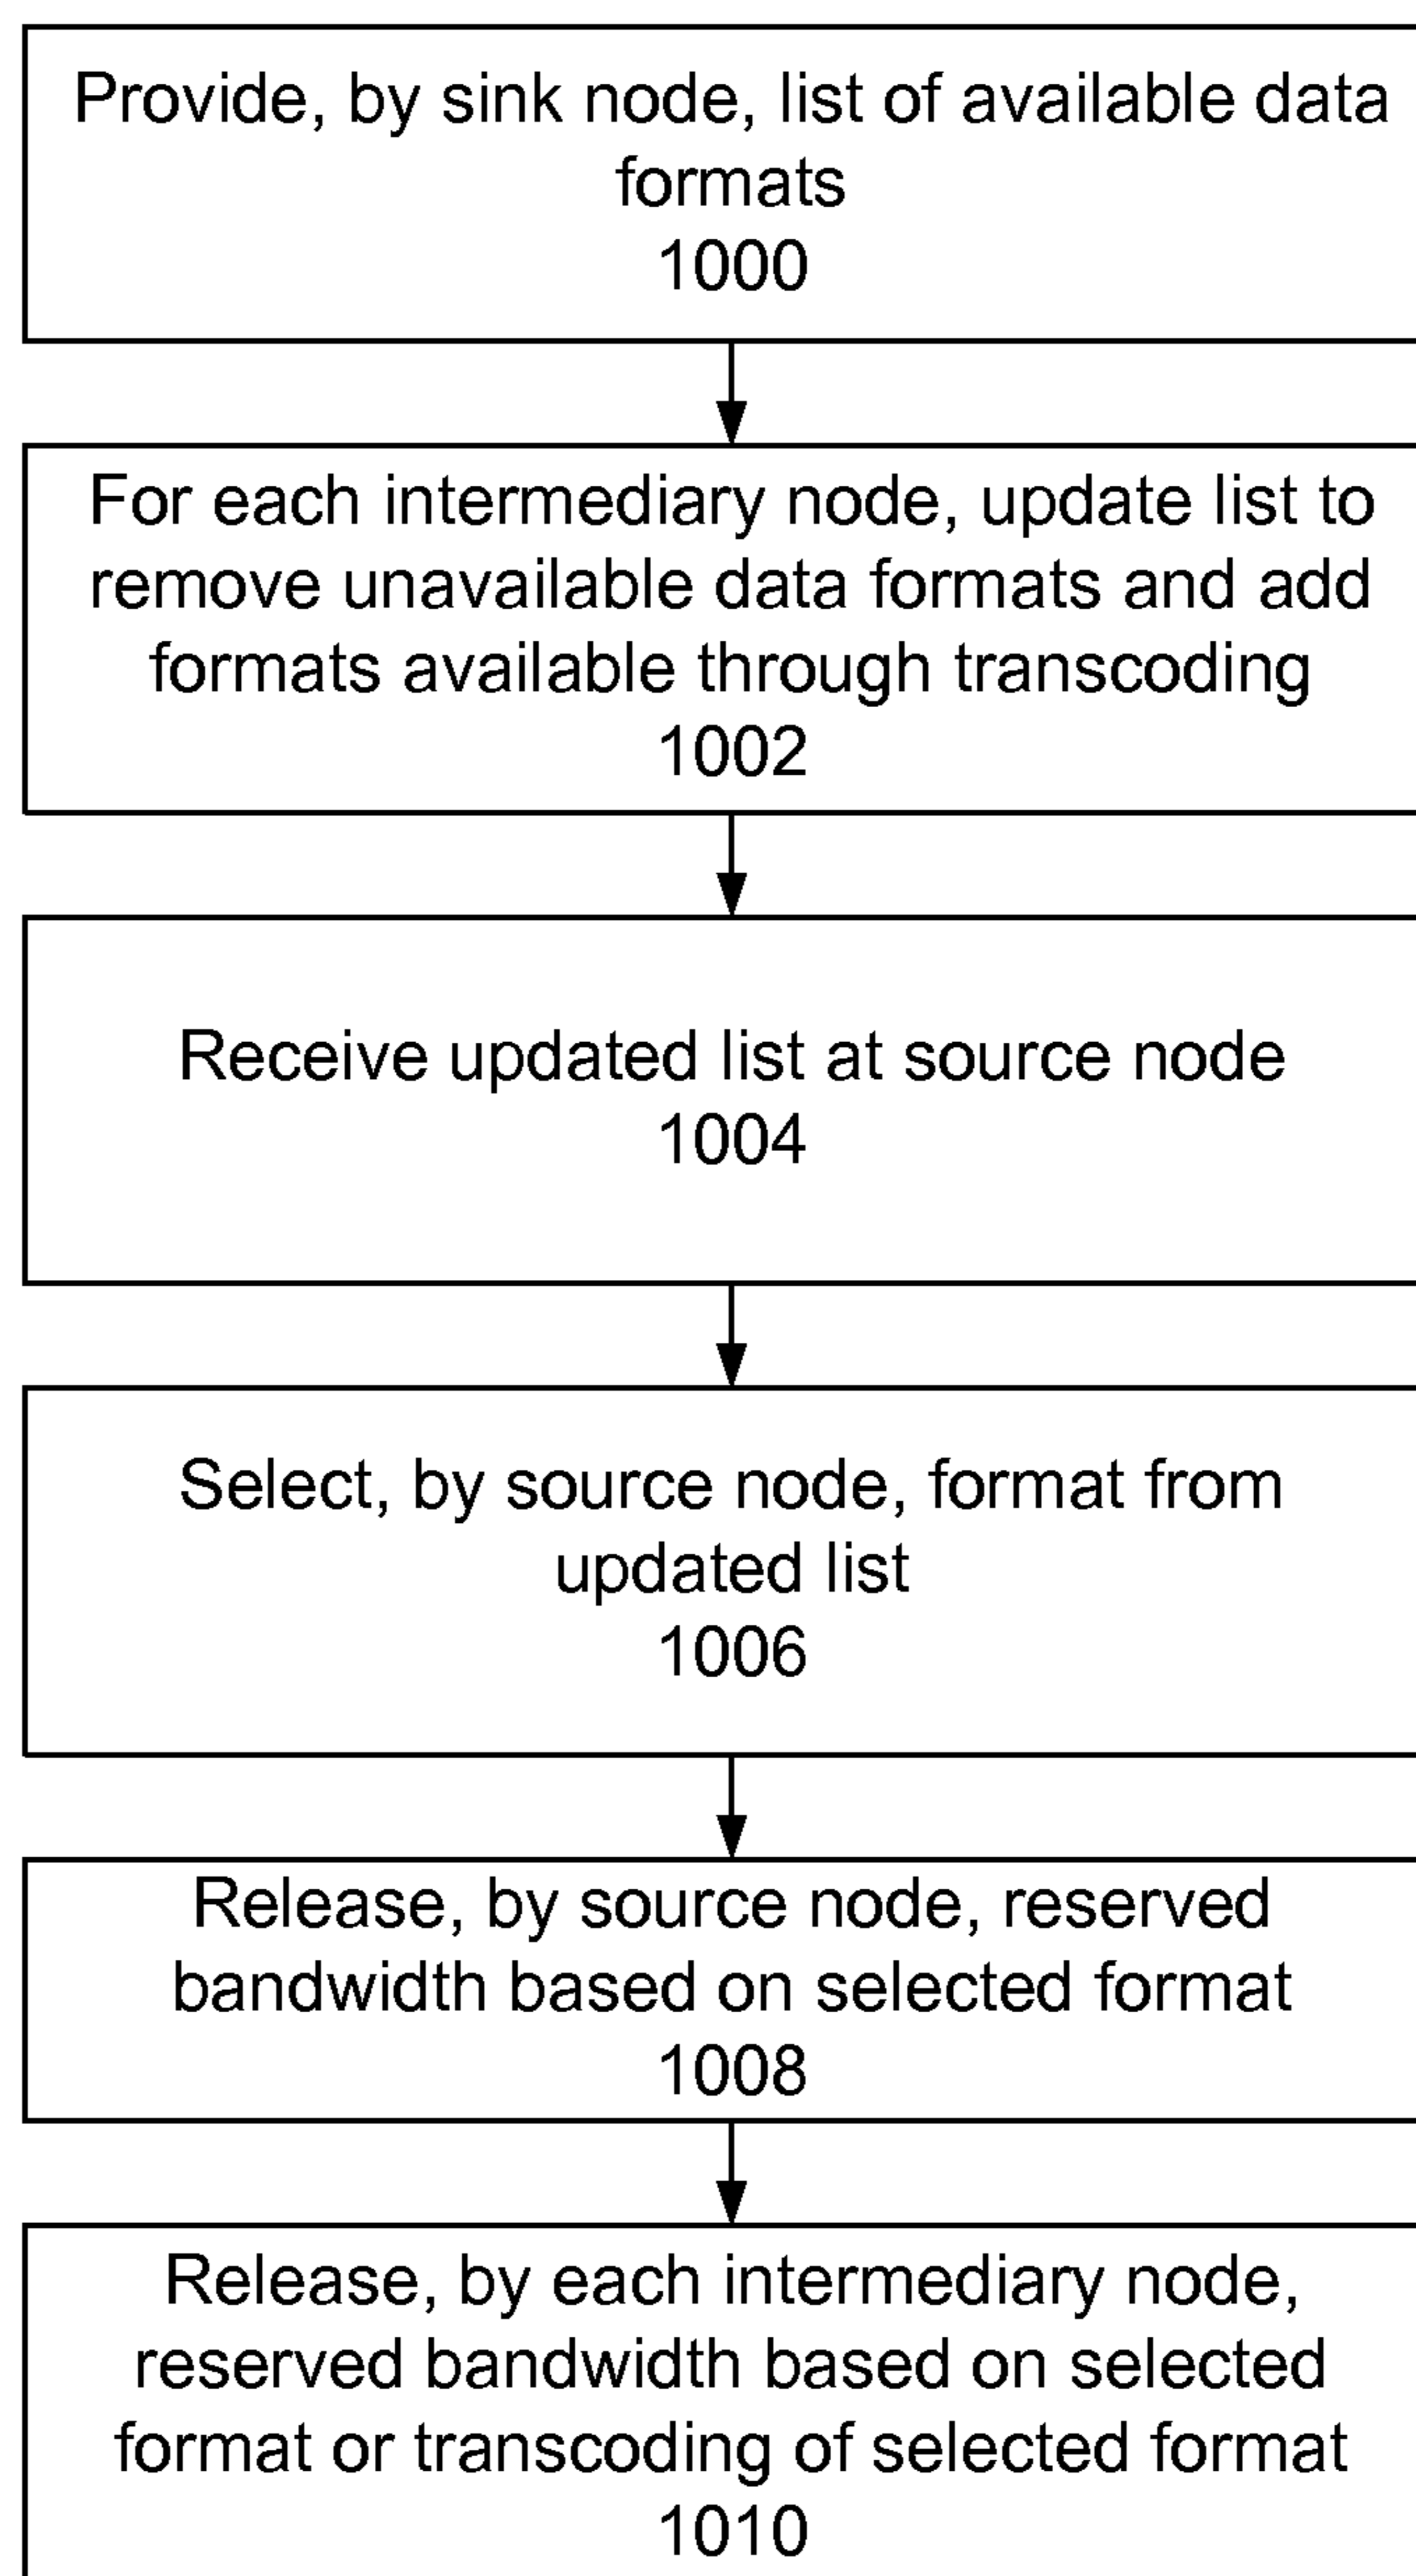 Provide, by sink node, list of available data
formats
1000
For each intermediary node, update list to
remove unavailable data formats and add
formats available through transcoding
1002
Receive updated list at source node
1004
Select, by source node, format from
updated list
1006
Release, by source node, reserved
bandwidth based on selected format
1008
Release, by each intermediary node,
reserved bandwidth based on selected
format or transcoding of selected format
1010